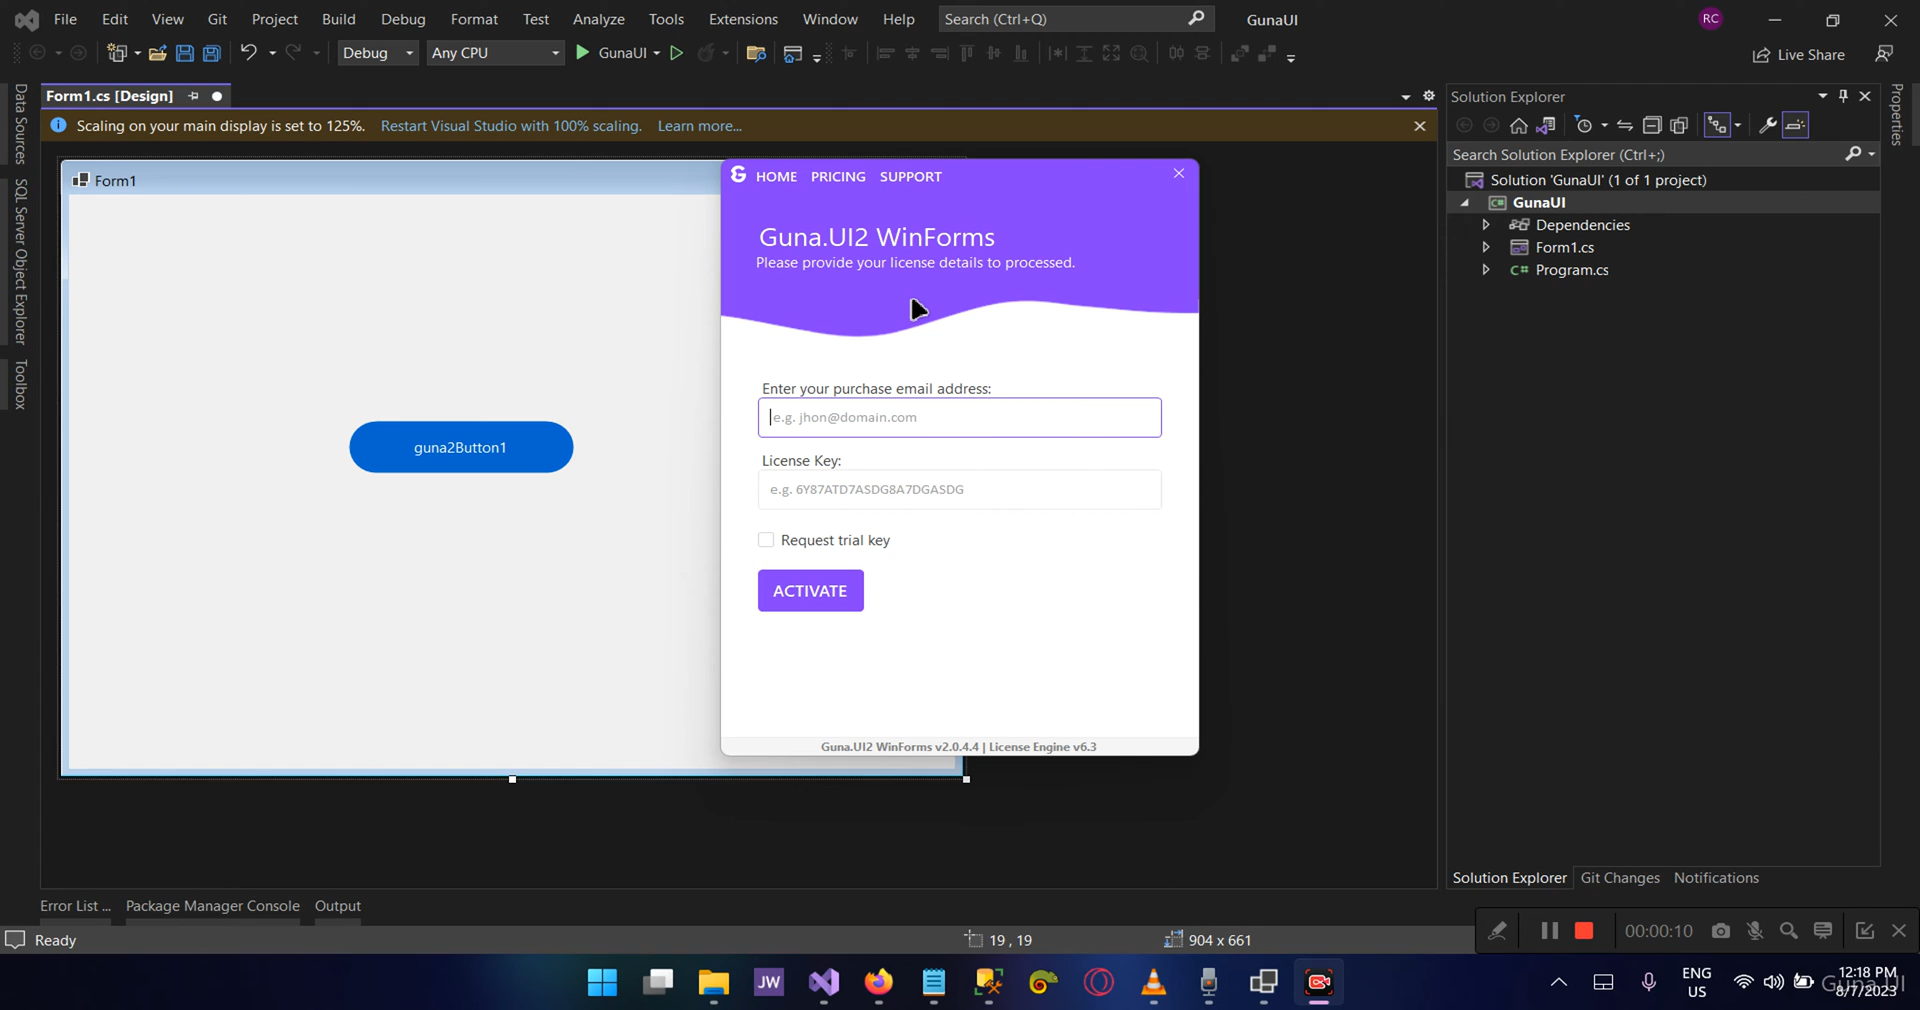 File Edit View Git Project Build Debug Format Test Analyze Tools Extensions Window Help Search (Ctrl+Q) GunaUI RC
Debug Any CPU GunaUI Live Share
Form1.cs [Design]
Scaling on your main display is set to 125%. Restart Visual Studio with 100% scaling. Learn more...
Data Sources
SQL Server Object Explorer
Toolbox
Form1
guna2Button1
HOME PRICING SUPPORT
Guna.UI2 WinForms
Please provide your license details to processed.
Enter your purchase email address:
e.g. jhon@domain.com
License Key:
e.g. 6Y87ATD7ASDG8A7DGASDG
Request trial key
ACTIVATE
Guna.UI2 WinForms v2.0.4.4 | License Engine v6.3
Solution Explorer
Search Solution Explorer (Ctrl+;)
Solution 'GunaUI' (1 of 1 project)
GunaUI
Dependencies
Form1.cs
C# Program.cs
Properties
Solution Explorer Git Changes Notifications
Error List ... Package Manager Console Output
Ready 19 , 19 904 x 661
00:00:10
JW
ENG
US
12:18 PM
8/7/2023
Guna UI